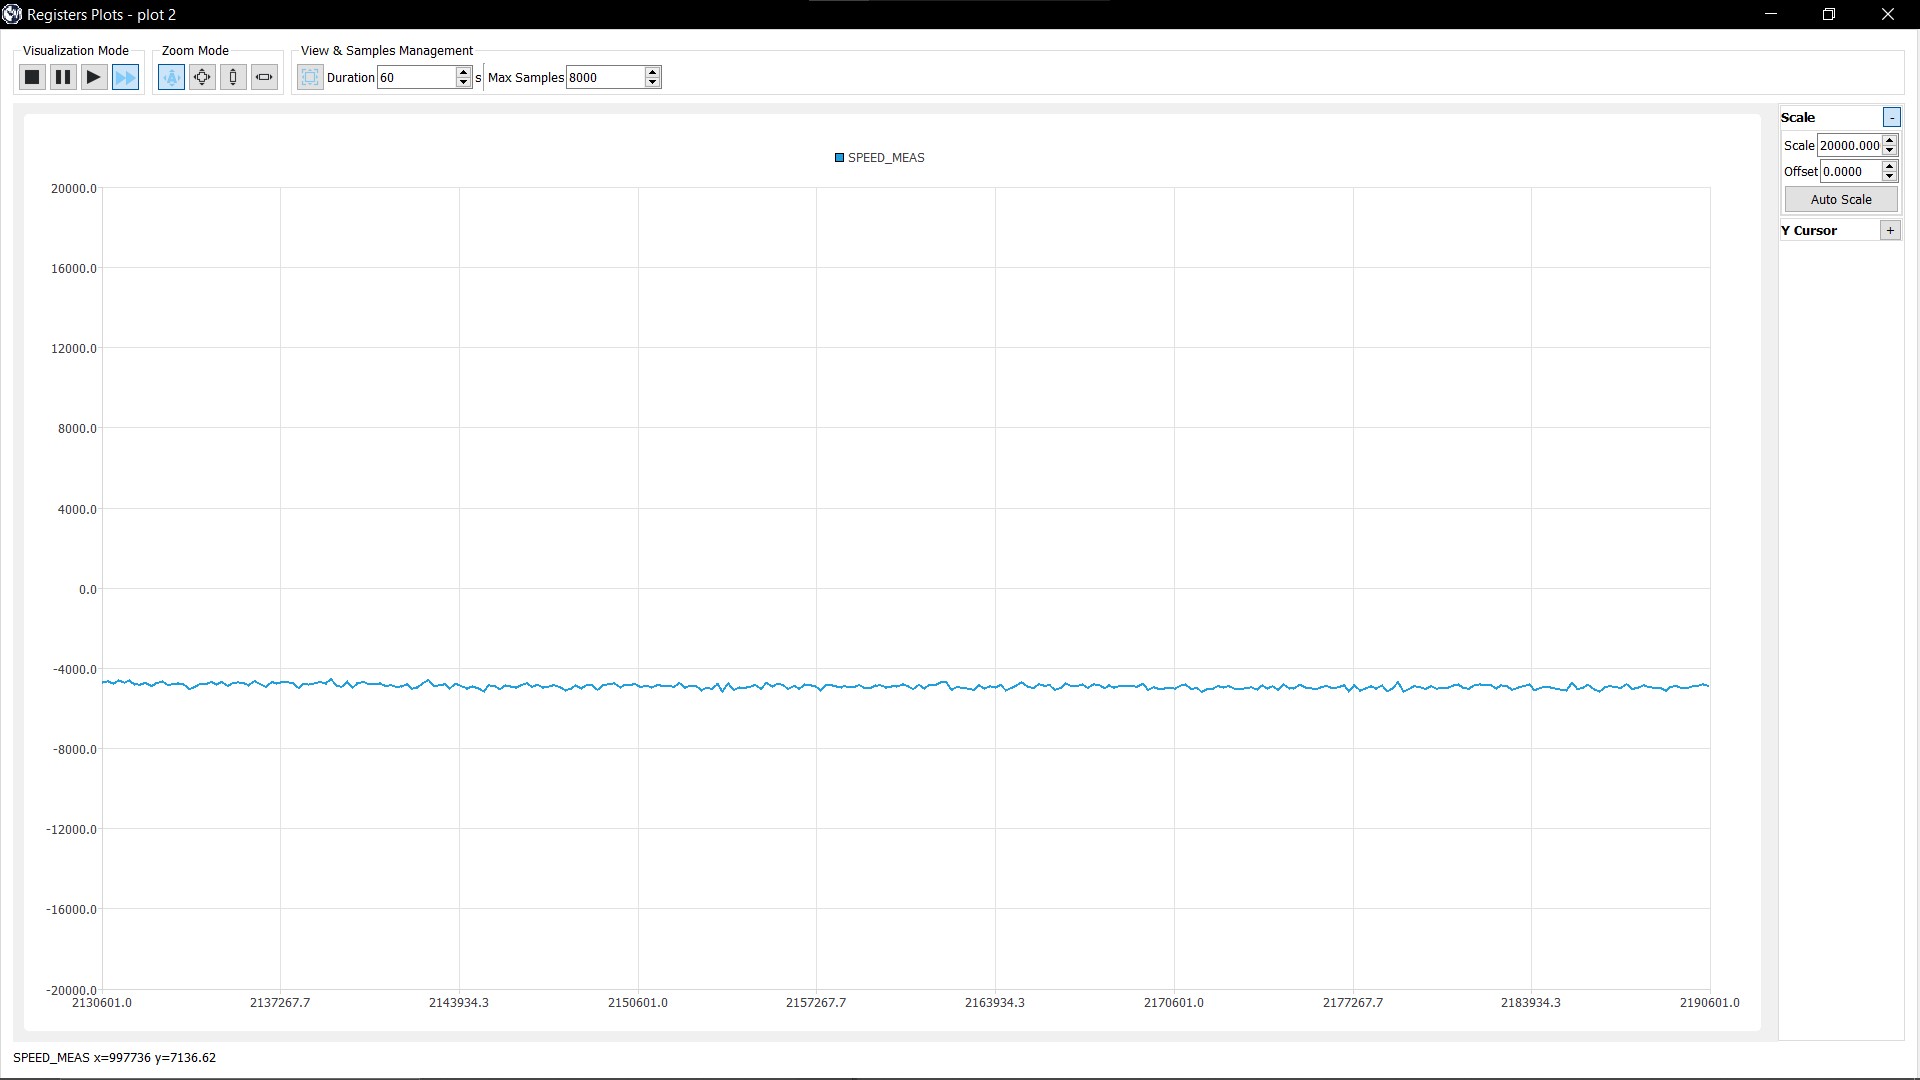 Registers Plots - plot 2
Visualization Mode
Zoom Mode
View & Samples Management
Duration 60 s Max Samples 8000
Scale -
Scale 20000.000
Offset 0.0000
Auto Scale
Y Cursor +
SPEED_MEAS
20000.0
16000.0
12000.0
8000.0
4000.0
0.0
-4000.0
-8000.0
-12000.0
-16000.0
-20000.0
2130601.0 2137267.7 2143934.3 2150601.0 2157267.7 2163934.3 2170601.0 2177267.7 2183934.3 2190601.0
SPEED_MEAS x=997736 y=7136.62